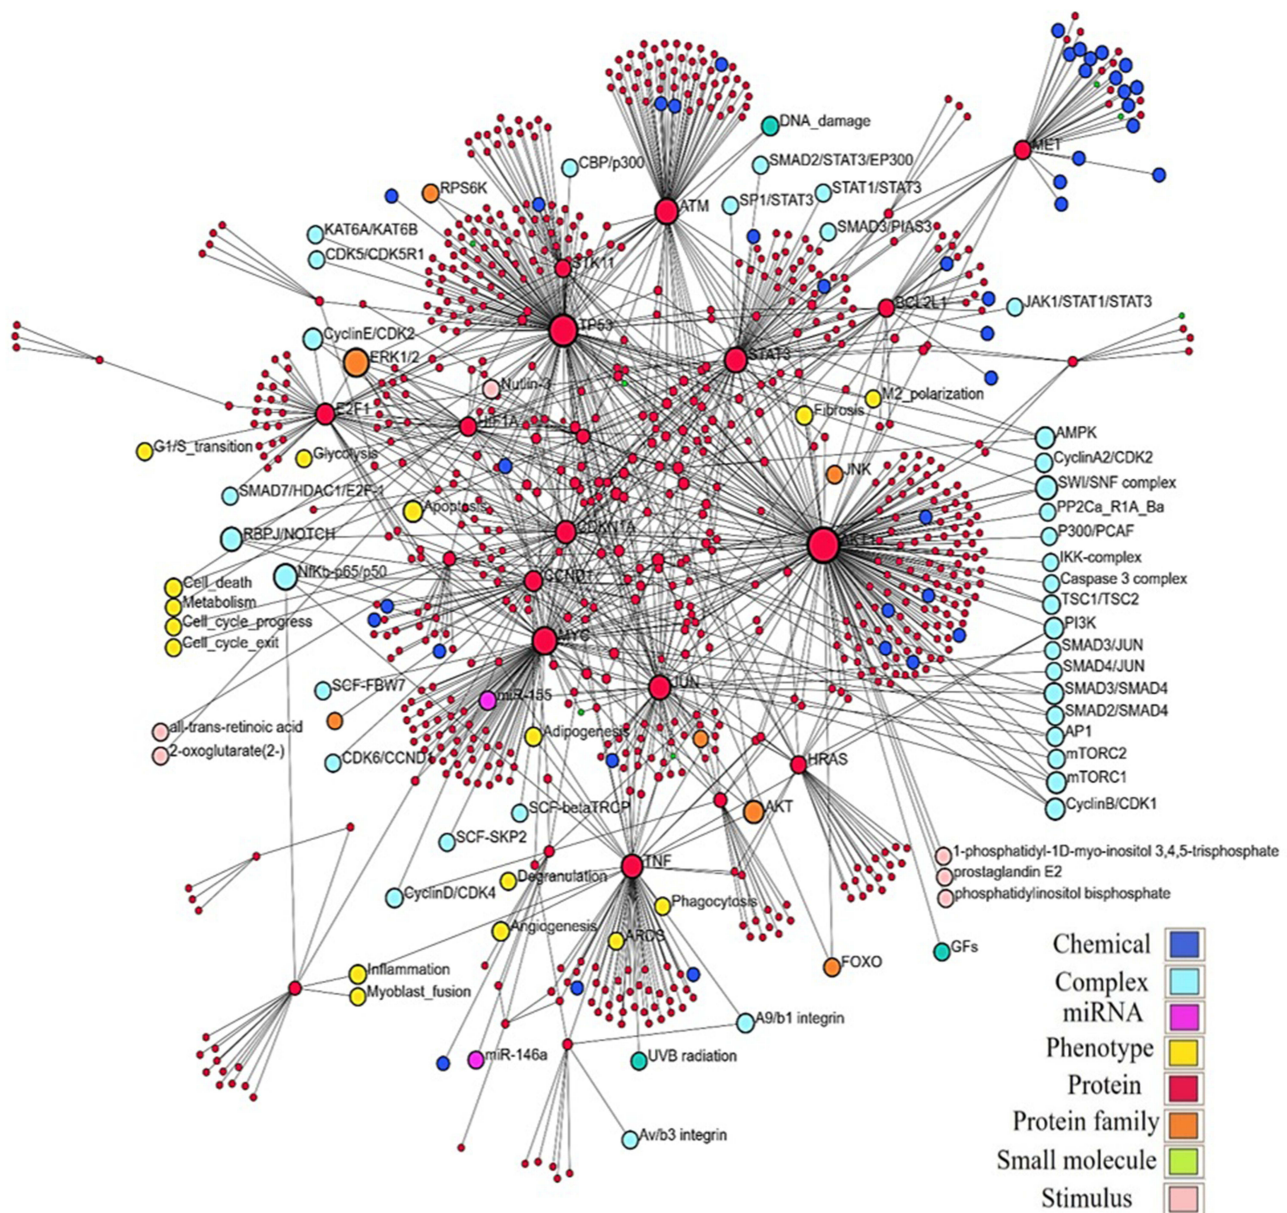 DNA_damage
CBP/p300
SMAD2/STAT3/EP300
MET
RPS6K
STAT1/STAT3
SP1/STAT3
ATM
KAT6A/KAT6B
SMAD3/PIAS3
CDK5/CDK5R1
STK11
BCL2L1
JAK1/STAT1/STAT3
TP53
CyclinE/CDK2
ERK1/2
STAT3
Nutlin-3
M2_polarization
E2F1
Fibrosis
HIF1A
AMPK
G1/S_transition
Glycolysis
CyclinA2/CDK2
JNK
SWI/SNF complex
SMAD7/HDAC1/E2F-1
Apoptosis
PP2Ca_R1A_Ba
RBPJ/NOTCH
CDKN1A
P300/PCAF
AKT1
IKK-complex
NfKb-p65/p50
CCND1
Caspase 3 complex
Cell_death
TSC1/TSC2
Metabolism
Cell_cycle_progress
PI3K
MYC
Cell_cycle_exit
SMAD3/JUN
SMAD4/JUN
SCF-FBW7
JUN
SMAD3/SMAD4
miR-155
SMAD2/SMAD4
all-trans-retinoic acid
Adipogenesis
AP1
2-oxoglutarate(2-)
CDK6/CCND1
mTORC2
HRAS
mTORC1
SCF-betaTRCP
AKT
CyclinB/CDK1
SCF-SKP2
1-phosphatidyl-1D-myo-inositol 3,4,5-trisphosphate
TNF
Degranulation
prostaglandin E2
CyclinD/CDK4
Phagocytosis
phosphatidylinositol bisphosphate
Angiogenesis
ARDS
GFs
Inflammation
FOXO
Myoblast_fusion
A9/b1 integrin
miR-146a
UVB radiation
Av/b3 integrin
Chemical
Complex
miRNA
Phenotype
Protein
Protein family
Small molecule
Stimulus